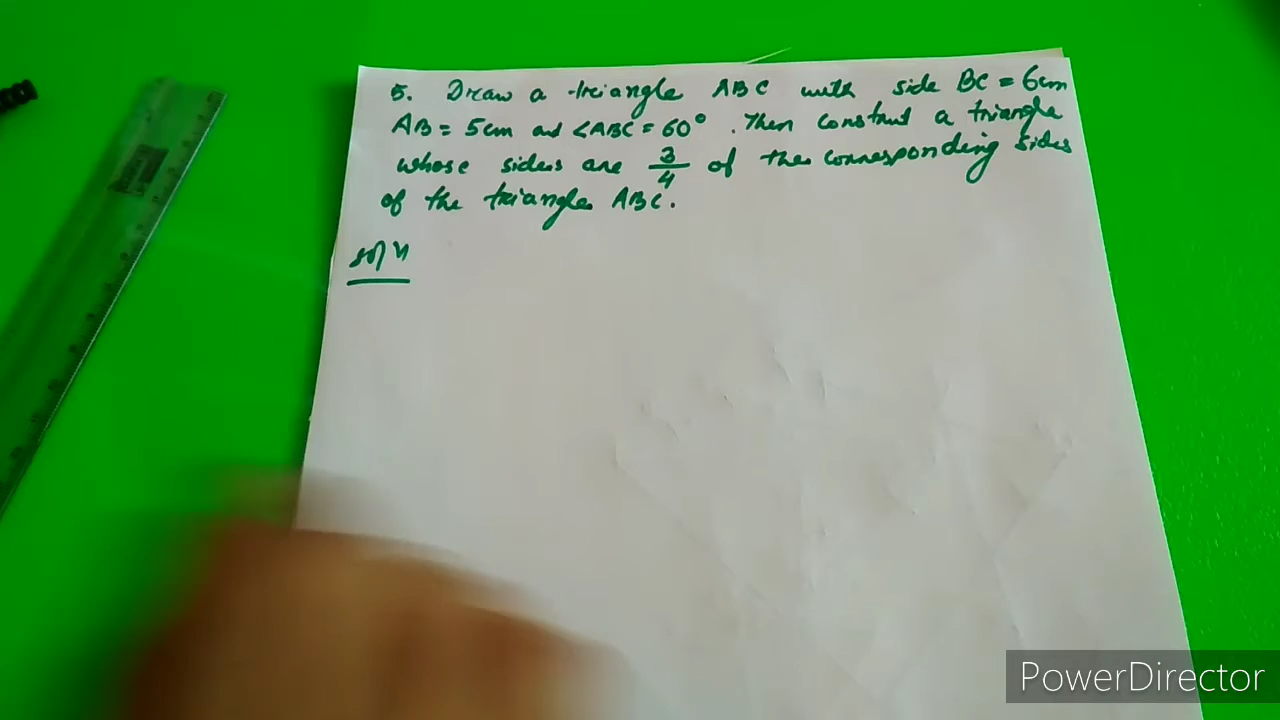 5. Draw a triangle ABC with side BC = 6cm
AB = 5cm and ∠ABC = 60°. Then construct a triangle
whose sides are 3/4 of the corresponding sides
of the triangle ABC.
soln
PowerDirector